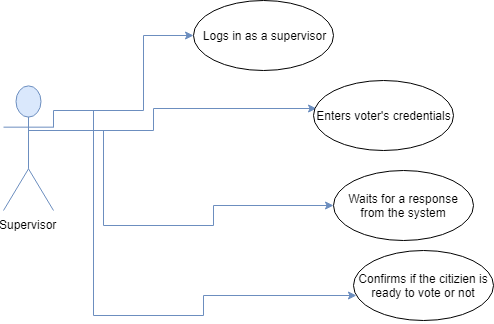 Logs in as a supervisor
Enters voter's credentials
Waits for a response
from the system
Supervisor
Confirms if the citizien is
ready to vote or not